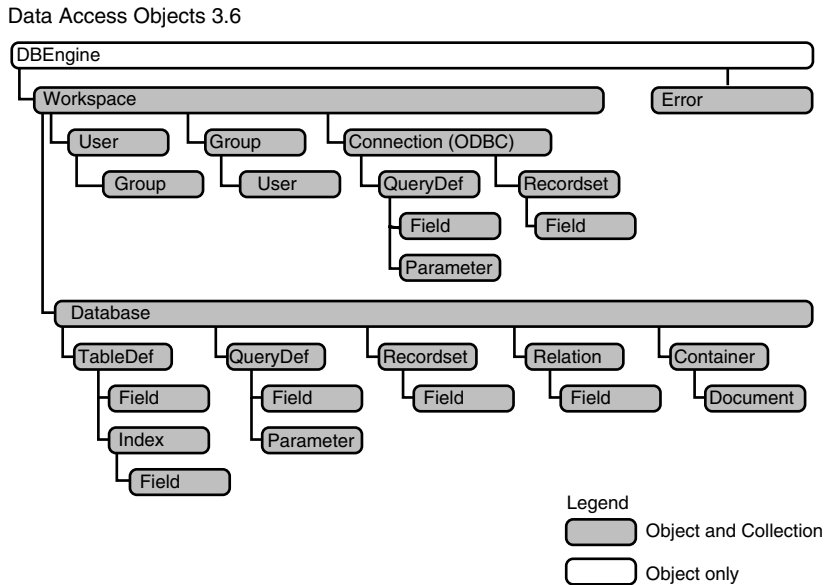 Data Access Objects 3.6
DBEngine
Workspace
Error
User
Group
Connection (ODBC)
Group
User
QueryDef
Recordset
Field
Field
Parameter
Database
TableDef
QueryDef
Recordset
Relation
Container
Field
Field
Field
Field
Document
Index
Parameter
Field
Legend
Object and Collection
Object only